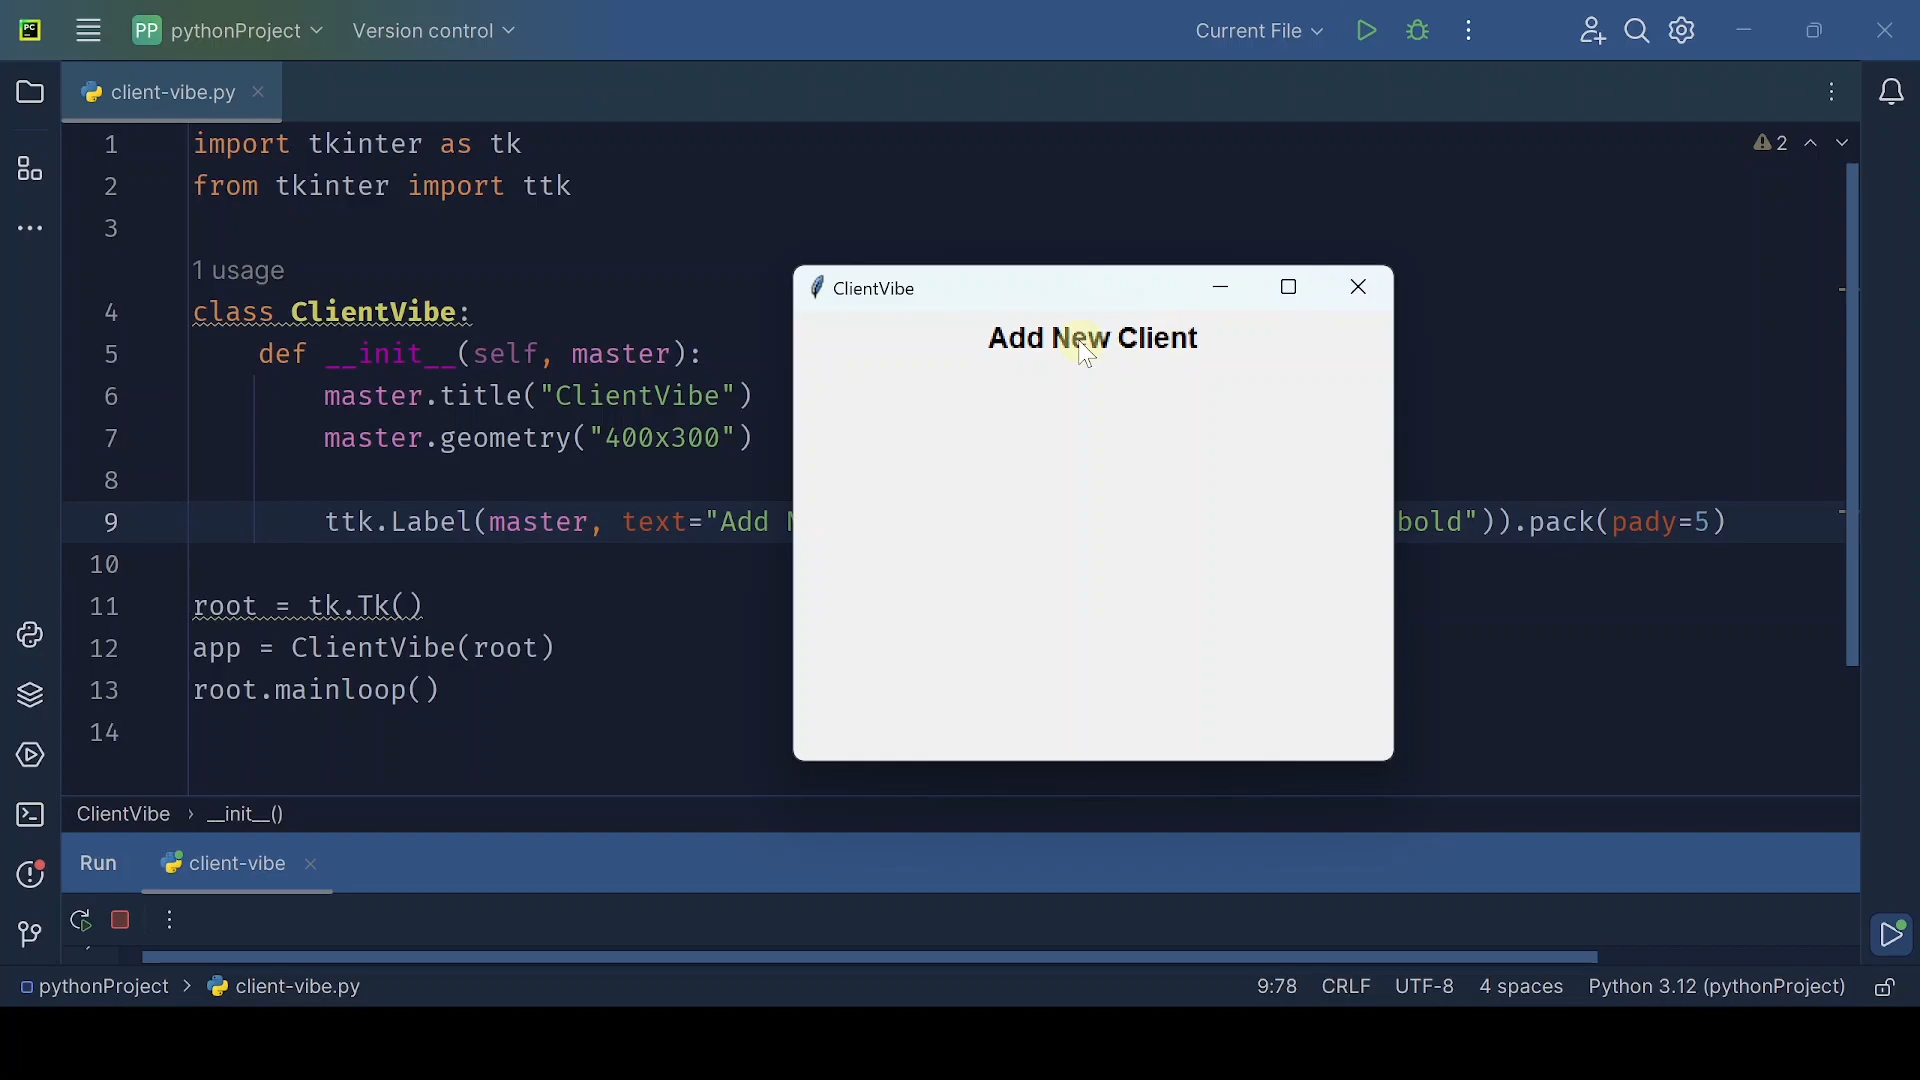 PC
PP pythonProject
Version control
Current File
client-vibe.py
2
1 import tkinter as tk
2 from tkinter import ttk
3
1 usage
4 class ClientVibe:
5 def __init__(self, master):
6 master.title("ClientVibe")
7 master.geometry("400x300")
8
9 ttk.Label(master, text="Add bold")).pack(pady=5)
10
11 root = tk.Tk()
12 app = ClientVibe(root)
13 root.mainloop()
14
ClientVibe
Add New Client
ClientVibe › __init__()
Run client-vibe
pythonProject > client-vibe.py
9:78 CRLF UTF-8 4 spaces Python 3.12 (pythonProject)